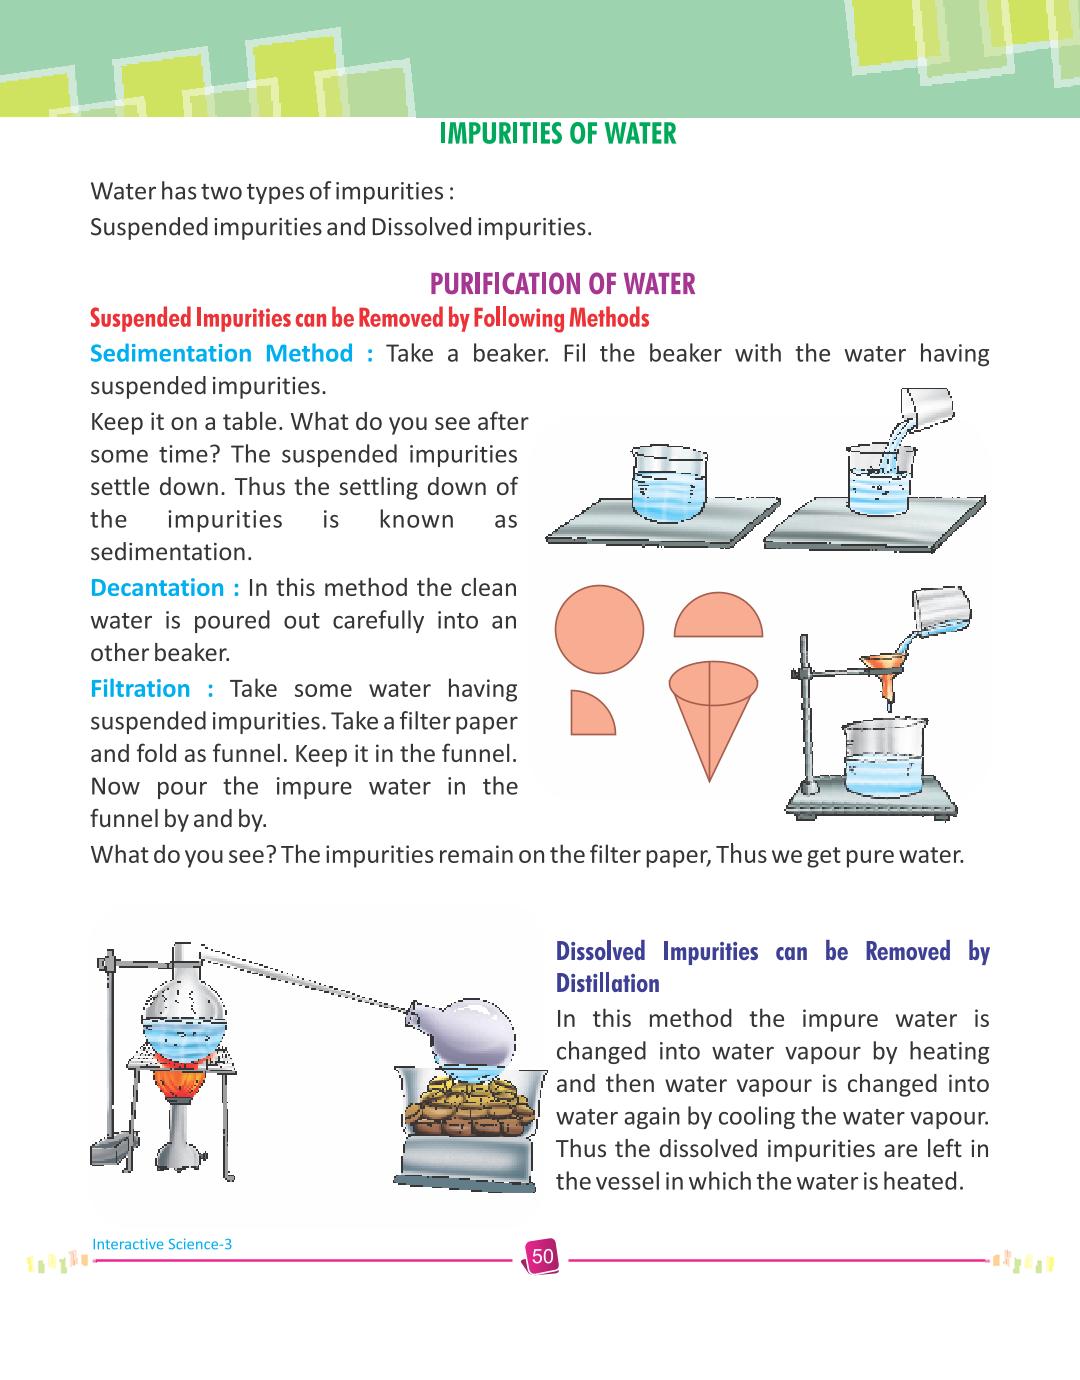 IMPURITIES OF WATER
Water has two types of impurities :
Suspended impurities and Dissolved impurities.
PURIFICATION OF WATER
Suspended Impurities can be Removed by Following Methods
Sedimentation Method : Take a beaker. Fil the beaker with the water having
suspended impurities.
Keep it on a table. What do you see after
some time? The suspended impurities
settle down. Thus the settling down of
the impurities is known as
sedimentation.
Decantation : In this method the clean
water is poured out carefully into an
other beaker.
Filtration : Take some water having
suspended impurities. Take a filter paper
and fold as funnel. Keep it in the funnel.
Now pour the impure water in the
funnel by and by.
What do you see? The impurities remain on the filter paper, Thus we get pure water.
Dissolved Impurities can be Removed by
Distillation
In this method the impure water is
changed into water vapour by heating
and then water vapour is changed into
water again by cooling the water vapour.
Thus the dissolved impurities are left in
the vessel in which the water is heated.
Interactive Science-3
50